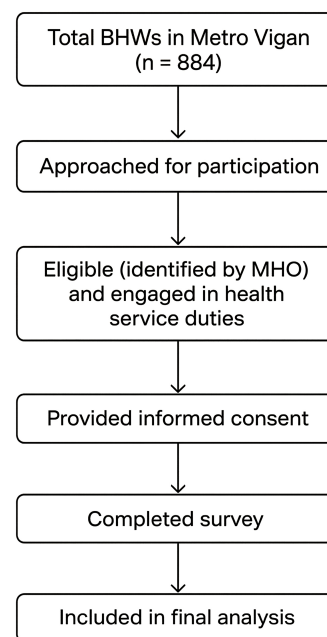 Total BHWs in Metro Vigan
(n = 884)
Approached for participation
Eligible (identified by MHO)
and engaged in health
service duties
Provided informed consent
Completed survey
Included in final analysis